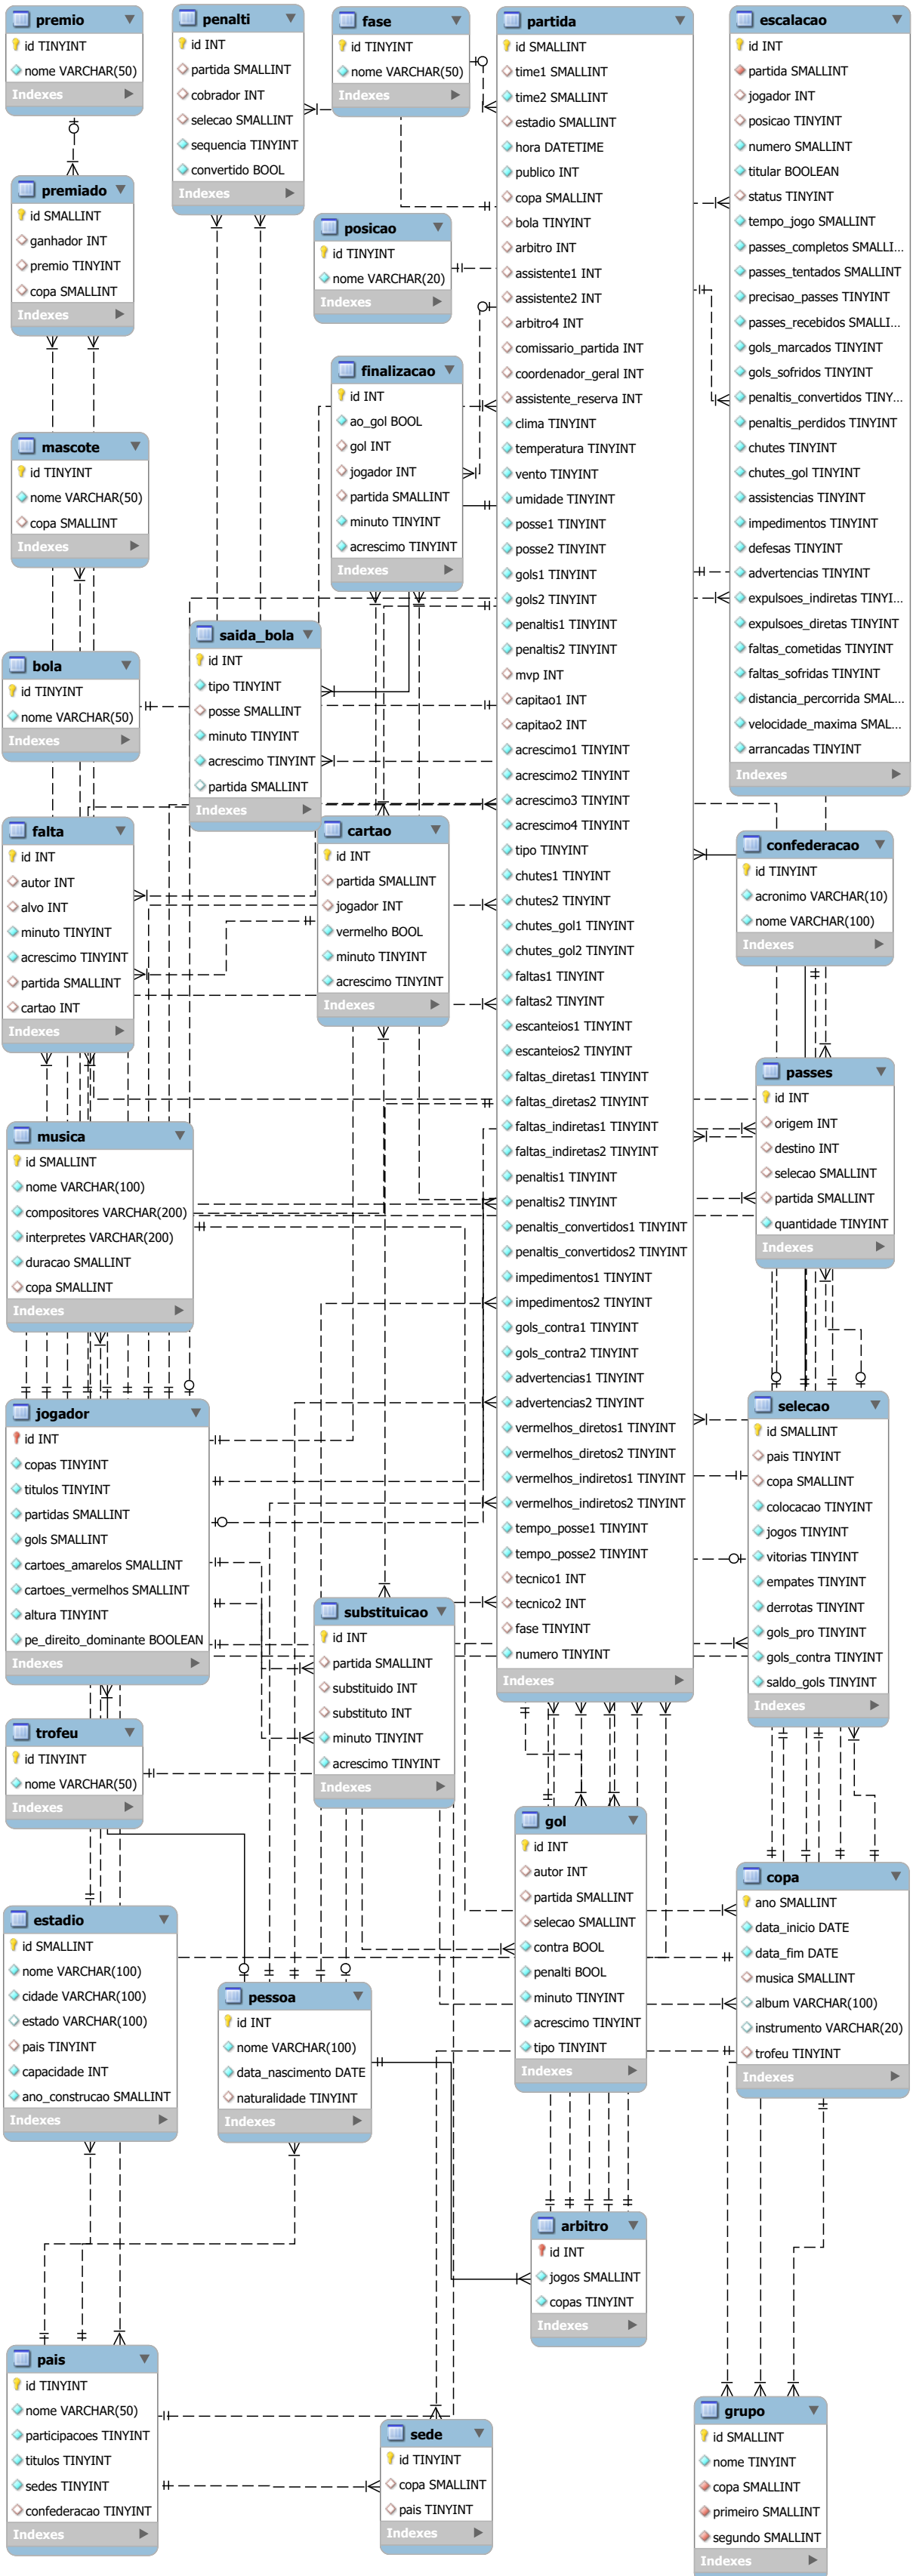 premio
id TINYINT
nome VARCHAR(50)
Indexes
penalti
id INT
partida SMALLINT
cobrador INT
selecao SMALLINT
sequencia TINYINT
convertido BOOL
Indexes
fase
id TINYINT
nome VARCHAR(50)
Indexes
partida
id SMALLINT
time1 SMALLINT
time2 SMALLINT
estadio SMALLINT
hora DATETIME
publico INT
copa SMALLINT
bola TINYINT
arbitro INT
assistente1 INT
assistente2 INT
arbitro4 INT
comissario_partida INT
coordenador_geral INT
assistente_reserva INT
clima TINYINT
temperatura TINYINT
vento TINYINT
umidade TINYINT
posse1 TINYINT
posse2 TINYINT
gols1 TINYINT
gols2 TINYINT
penaltis1 TINYINT
penaltis2 TINYINT
mvp INT
capitao1 INT
capitao2 INT
acrescimo1 TINYINT
acrescimo2 TINYINT
acrescimo3 TINYINT
acrescimo4 TINYINT
tipo TINYINT
chutes1 TINYINT
chutes2 TINYINT
chutes_gol1 TINYINT
chutes_gol2 TINYINT
faltas1 TINYINT
faltas2 TINYINT
escanteios1 TINYINT
escanteios2 TINYINT
faltas_diretas1 TINYINT
faltas_diretas2 TINYINT
faltas_indiretas1 TINYINT
faltas_indiretas2 TINYINT
penaltis1 TINYINT
penaltis2 TINYINT
penaltis_convertidos1 TINYINT
penaltis_convertidos2 TINYINT
impedimentos1 TINYINT
impedimentos2 TINYINT
gols_contra1 TINYINT
gols_contra2 TINYINT
advertencias1 TINYINT
advertencias2 TINYINT
vermelhos_diretos1 TINYINT
vermelhos_diretos2 TINYINT
vermelhos_indiretos1 TINYINT
vermelhos_indiretos2 TINYINT
tempo_posse1 TINYINT
tempo_posse2 TINYINT
tecnico1 INT
tecnico2 INT
fase TINYINT
numero TINYINT
Indexes
escalacao
id INT
partida SMALLINT
jogador INT
posicao TINYINT
numero SMALLINT
titular BOOLEAN
status TINYINT
tempo_jogo SMALLINT
passes_completos SMALLI...
passes_tentados SMALLINT
precisao_passes TINYINT
passes_recebidos SMALLI...
gols_marcados TINYINT
gols_sofridos TINYINT
penaltis_convertidos TINY...
penaltis_perdidos TINYINT
chutes TINYINT
chutes_gol TINYINT
assistencias TINYINT
impedimentos TINYINT
defesas TINYINT
advertencias TINYINT
expulsoes_indiretas TINYI...
expulsoes_diretas TINYINT
faltas_cometidas TINYINT
faltas_sofridas TINYINT
distancia_percorrida SMAL...
velocidade_maxima SMAL...
arrancadas TINYINT
Indexes
premiado
id SMALLINT
ganhador INT
premio TINYINT
copa SMALLINT
Indexes
posicao
id TINYINT
nome VARCHAR(20)
Indexes
finalizacao
id INT
ao_gol BOOL
gol INT
jogador INT
partida SMALLINT
minuto TINYINT
acrescimo TINYINT
Indexes
mascote
id TINYINT
nome VARCHAR(50)
copa SMALLINT
Indexes
bola
id TINYINT
nome VARCHAR(50)
Indexes
saida_bola
id INT
tipo TINYINT
posse SMALLINT
minuto TINYINT
acrescimo TINYINT
partida SMALLINT
Indexes
falta
id INT
autor INT
alvo INT
minuto TINYINT
acrescimo TINYINT
partida SMALLINT
cartao INT
Indexes
cartao
id INT
partida SMALLINT
jogador INT
vermelho BOOL
minuto TINYINT
acrescimo TINYINT
Indexes
confederacao
id TINYINT
acronimo VARCHAR(10)
nome VARCHAR(100)
Indexes
passes
id INT
origem INT
destino INT
selecao SMALLINT
partida SMALLINT
quantidade TINYINT
Indexes
musica
id SMALLINT
nome VARCHAR(100)
compositores VARCHAR(200)
interpretes VARCHAR(200)
duracao SMALLINT
copa SMALLINT
Indexes
jogador
id INT
copas TINYINT
titulos TINYINT
partidas SMALLINT
gols SMALLINT
cartoes_amarelos SMALLINT
cartoes_vermelhos SMALLINT
altura TINYINT
pe_direito_dominante BOOLEAN
Indexes
selecao
id SMALLINT
pais TINYINT
copa SMALLINT
colocacao TINYINT
jogos TINYINT
vitorias TINYINT
empates TINYINT
derrotas TINYINT
gols_pro TINYINT
gols_contra TINYINT
saldo_gols TINYINT
Indexes
substituicao
id INT
partida SMALLINT
substituido INT
substituto INT
minuto TINYINT
acrescimo TINYINT
Indexes
trofeu
id TINYINT
nome VARCHAR(50)
Indexes
gol
id INT
autor INT
partida SMALLINT
selecao SMALLINT
contra BOOL
penalti BOOL
minuto TINYINT
acrescimo TINYINT
tipo TINYINT
Indexes
copa
ano SMALLINT
data_inicio DATE
data_fim DATE
musica SMALLINT
album VARCHAR(100)
instrumento VARCHAR(20)
trofeu TINYINT
Indexes
estadio
id SMALLINT
nome VARCHAR(100)
cidade VARCHAR(100)
estado VARCHAR(100)
pais TINYINT
capacidade INT
ano_construcao SMALLINT
Indexes
pessoa
id INT
nome VARCHAR(100)
data_nascimento DATE
naturalidade TINYINT
Indexes
arbitro
id INT
jogos SMALLINT
copas TINYINT
Indexes
pais
id TINYINT
nome VARCHAR(50)
participacoes TINYINT
titulos TINYINT
sedes TINYINT
confederacao TINYINT
Indexes
sede
id TINYINT
copa SMALLINT
pais TINYINT
Indexes
grupo
id SMALLINT
nome TINYINT
copa SMALLINT
primeiro SMALLINT
segundo SMALLINT
Indexes